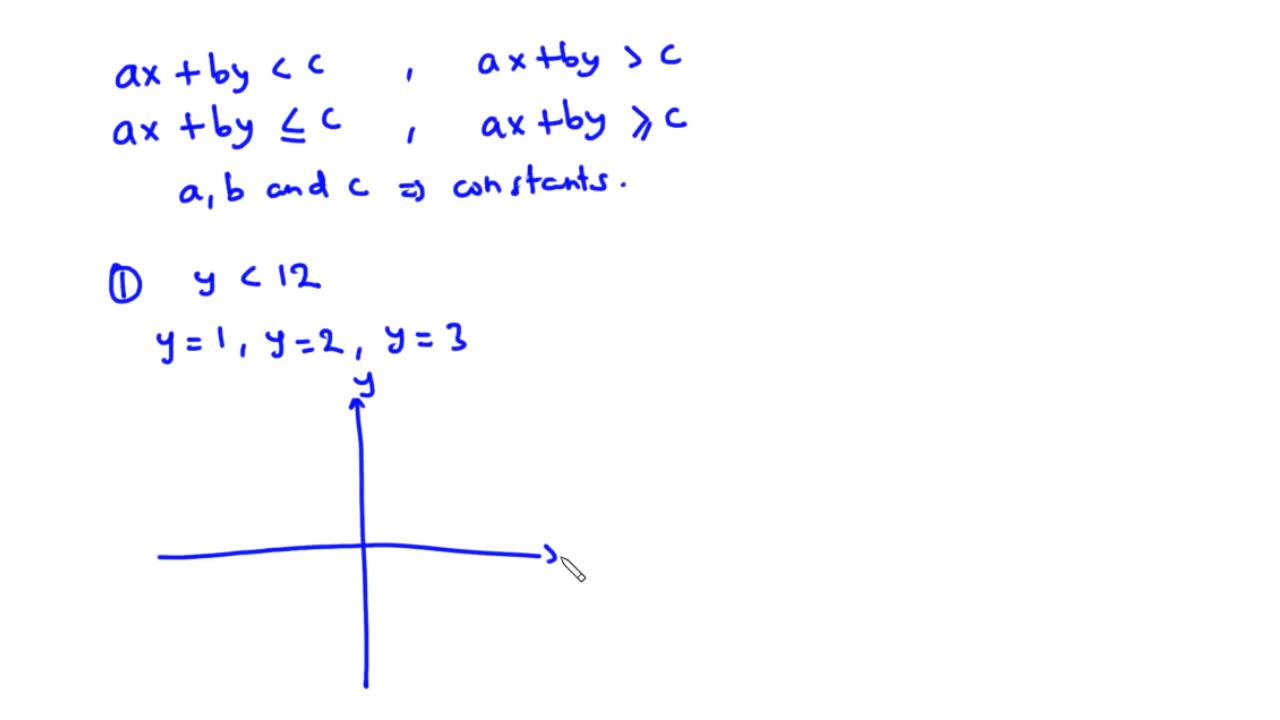 ax + by < c , ax + by > c
ax + by ≤ c , ax + by ⩾ c
a, b and c ⇒ constants.
① y < 12
y = 1, y = 2, y = 3
y